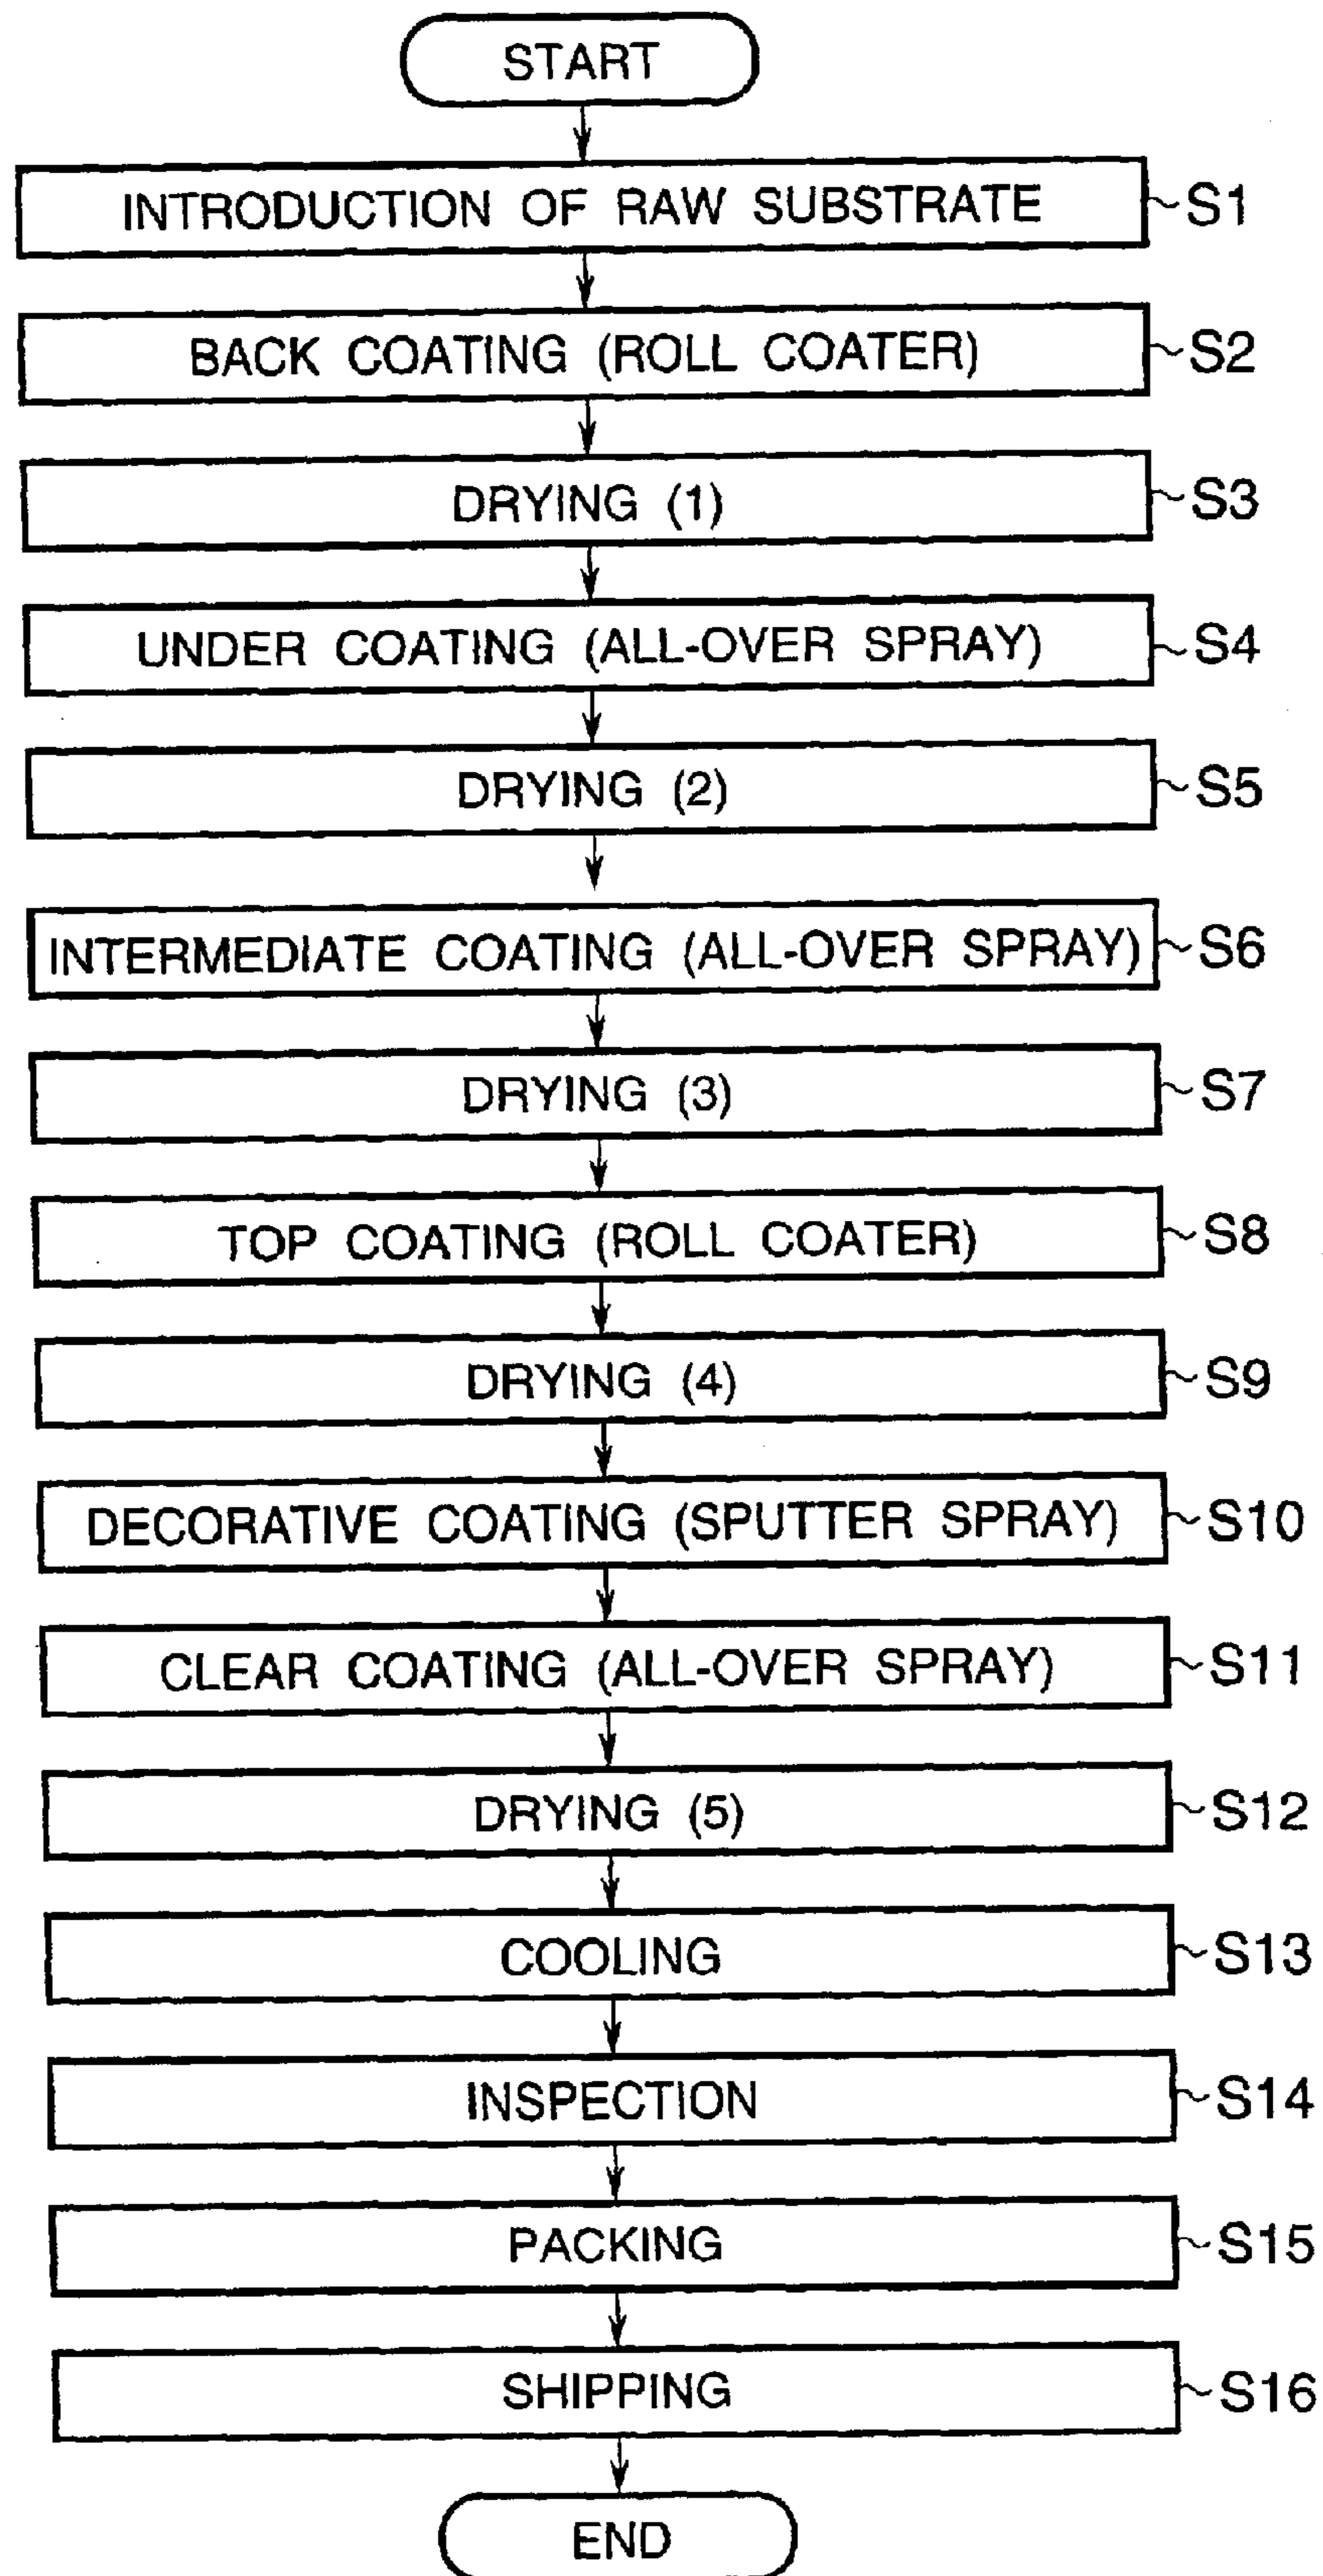 START
INTRODUCTION OF RAW SUBSTRATE S1
BACK COATING (ROLL COATER) S2
DRYING (1) S3
UNDER COATING (ALL-OVER SPRAY) S4
DRYING (2) S5
INTERMEDIATE COATING (ALL-OVER SPRAY) S6
DRYING (3) S7
TOP COATING (ROLL COATER) S8
DRYING (4) S9
DECORATIVE COATING (SPUTTER SPRAY) S10
CLEAR COATING (ALL-OVER SPRAY) S11
DRYING (5) S12
COOLING S13
INSPECTION S14
PACKING S15
SHIPPING S16
END